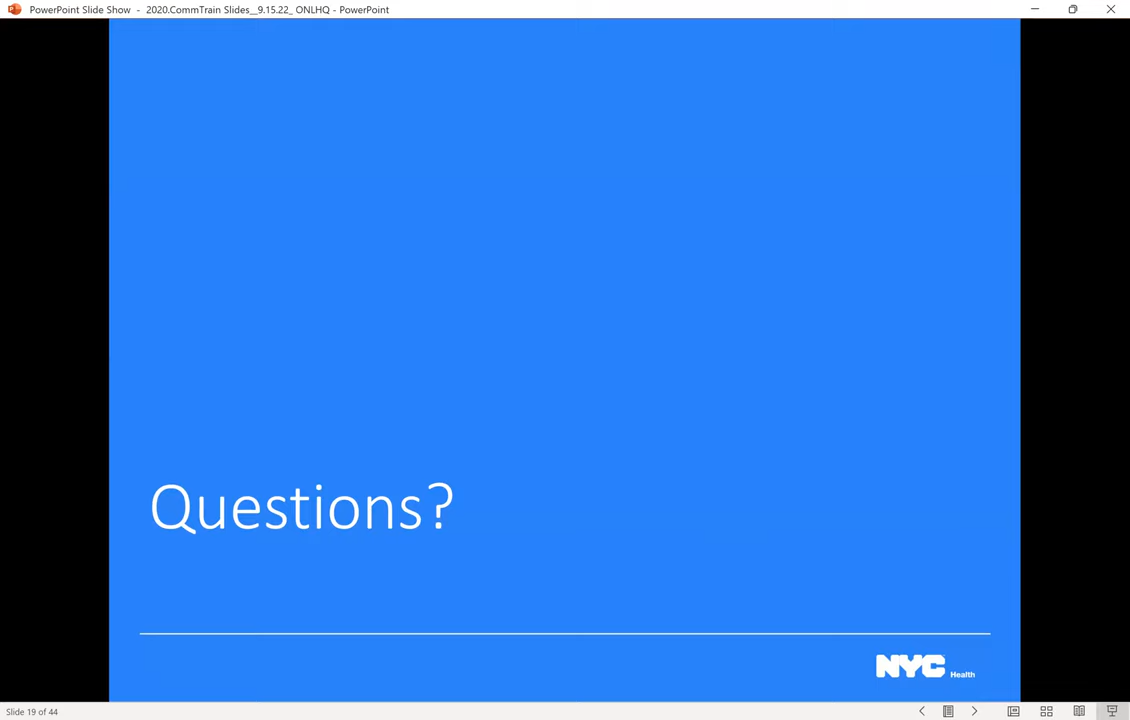 PowerPoint Slide Show - 2020.CommTrain Slides__9.15.22_ ONLHQ - PowerPoint
Questions?
NYC Health
Slide 19 of 44